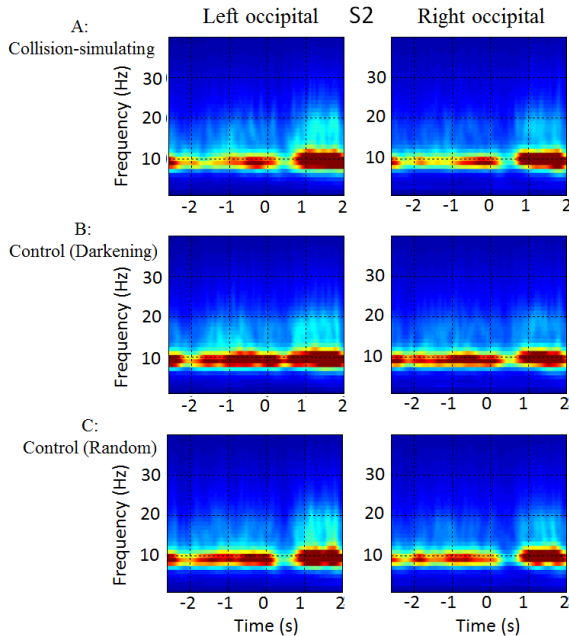 Left occipital S2 Right occipital
A:
Collision-simulating
Frequency (Hz)
30
20
10
-2 -1 0 1 2
30
20
10
-2 -1 0 1 2
B:
Control (Darkening)
Frequency (Hz)
30
20
10
-2 -1 0 1 2
30
20
10
-2 -1 0 1 2
C:
Control (Random)
Frequency (Hz)
30
20
10
-2 -1 0 1 2
Time (s)
30
20
10
-2 -1 0 1 2
Time (s)